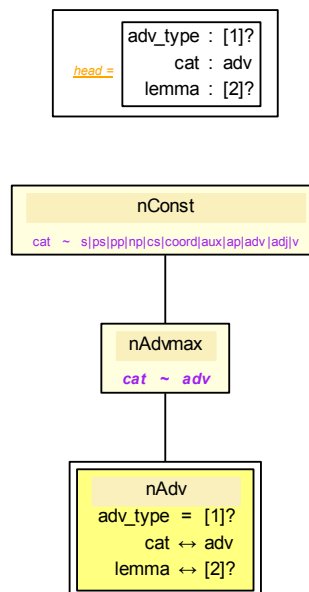 adv_type : [1]?
head =
cat : adv
lemma : [2]?
nConst
cat ~ s|ps|pp|np|cs|coord|aux|ap|adv|adj|v
nAdvmax
cat ~ adv
nAdv
adv_type = [1]?
cat ↔ adv
lemma ↔ [2]?